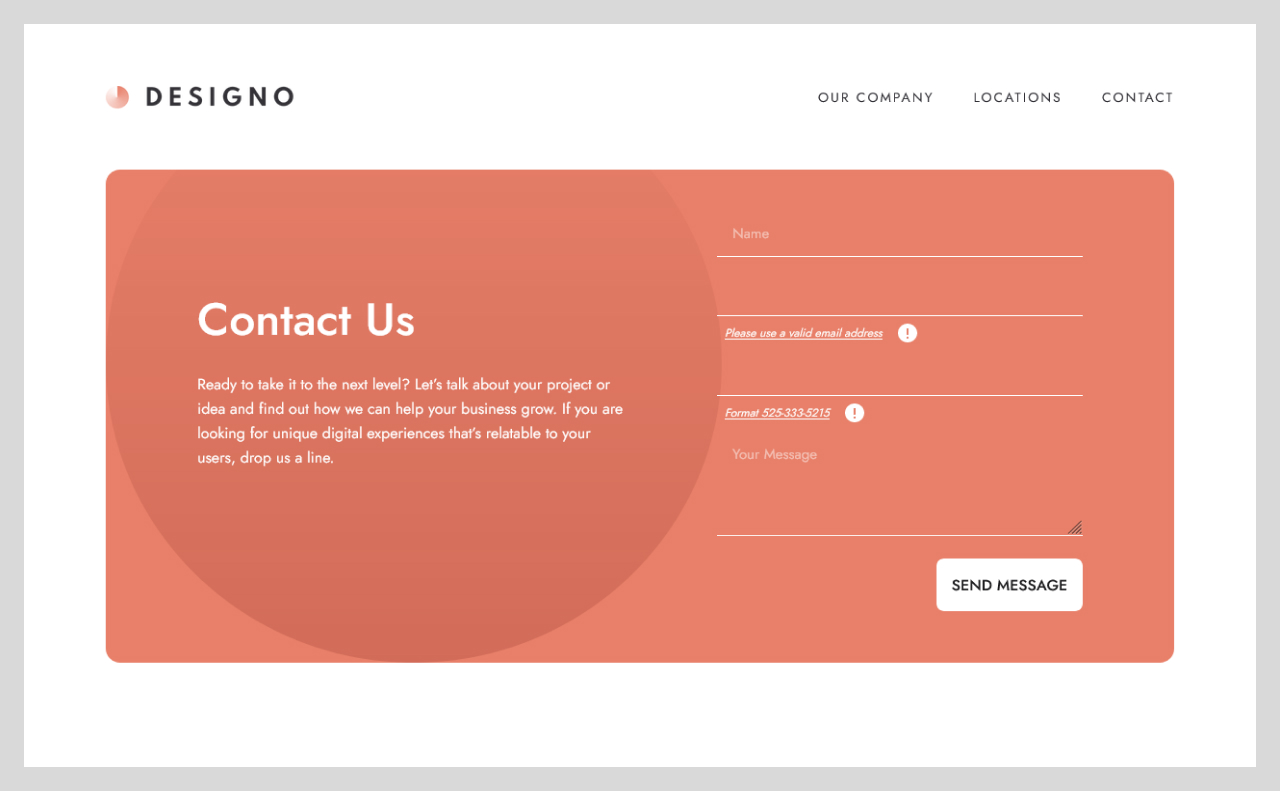 DESIGNO
OUR COMPANY
LOCATIONS
CONTACT
Contact Us
Ready to take it to the next level? Let’s talk about your project or
idea and find out how we can help your business grow. If you are
looking for unique digital experiences that’s relatable to your
users, drop us a line.
Name
Please use a valid email address
Format 525-333-5215
Your Message
SEND MESSAGE